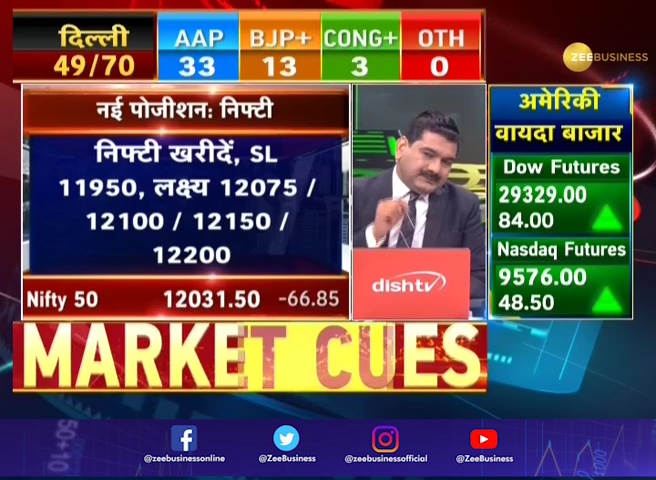 दिल्ली
49/70
AAP
33
BJP+
13
CONG+
3
OTH
0
ZEEBUSINESS
नई पोजीशन: निफ्टी
निफ्टी खरीदें, SL
11950, लक्ष्य 12075 /
12100 / 12150 /
12200
Nifty 50 12031.50 -66.85
dishtv
अमेरिकी
वायदा बाजार
Dow Futures
29329.00
84.00
Nasdaq Futures
9576.00
48.50
MARKET CUES
@zeebusinessonline
@ZeeBusiness
@zeebusinessofficial
@ZeeBusiness